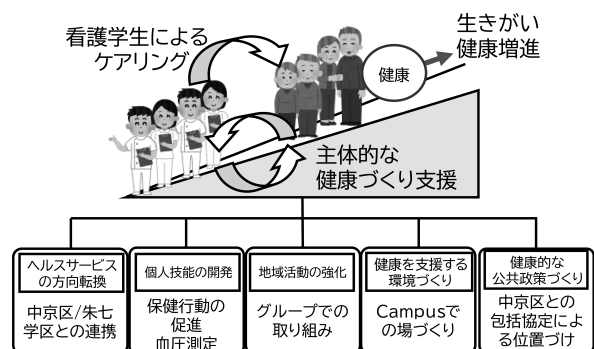 看護学生による
ケアリング
生きがい
健康増進
健康
主体的な
健康づくり支援
ヘルスサービス
の方向転換
中京区/朱七
学区との連携
個人技能の開発
保健行動の
促進
血圧測定
地域活動の強化
グループでの
取り組み
健康を支援する
環境づくり
Campusで
の場づくり
健康的な
公共政策づくり
中京区との
包括協定によ
る位置づけ